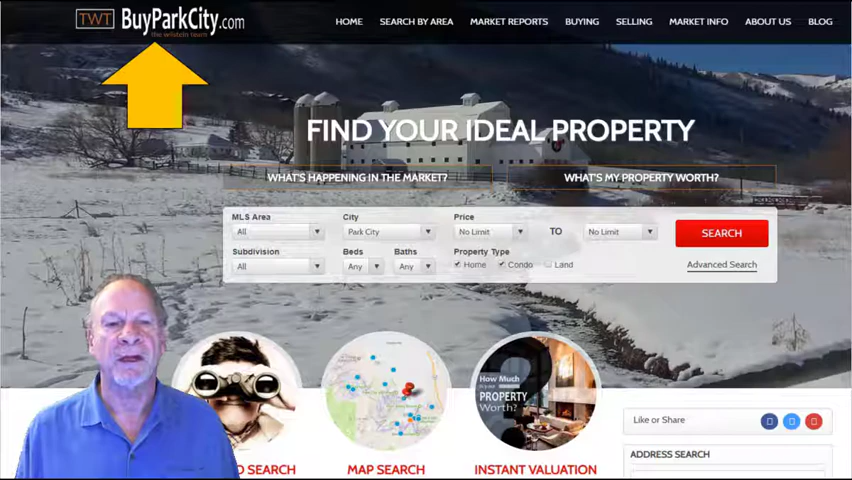 TWT BuyParkCity.com
HOME SEARCH BY AREA MARKET REPORTS BUYING SELLING MARKET INFO ABOUT US BLOG
FIND YOUR IDEAL PROPERTY
WHAT'S HAPPENING IN THE MARKET? WHAT'S MY PROPERTY WORTH?
MLS Area City Price
All Park City No Limit TO No Limit SEARCH
Subdivision Beds Baths Property Type
All Any Any Home Condo Land Advanced Search
How Much
is your
PROPERTY
Worth?
Like or Share
ADDRESS SEARCH
SEARCH MAP SEARCH INSTANT VALUATION